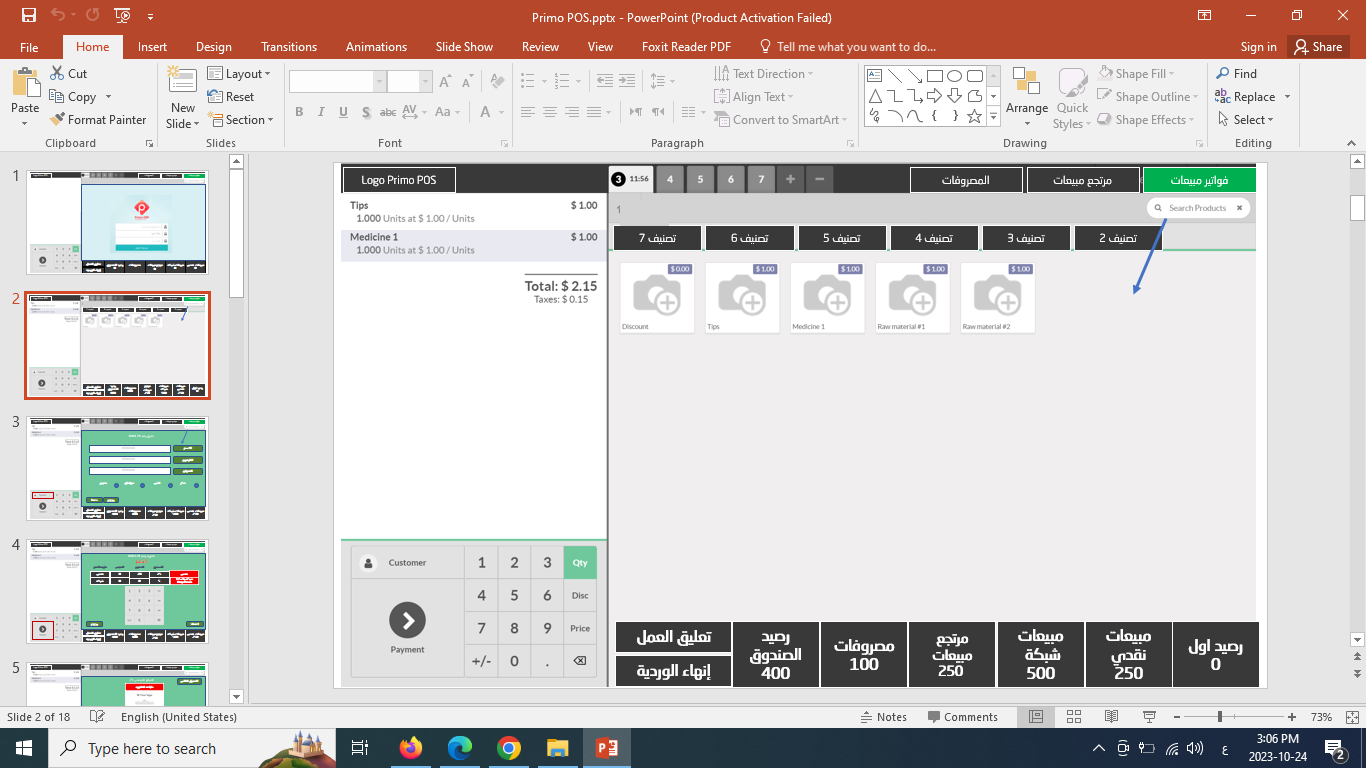 Primo POS.pptx - PowerPoint (Product Activation Failed)
File Home Insert Design Transitions Animations Slide Show Review View Foxit Reader PDF Tell me what you want to do... Sign in Share
Paste
Cut
Copy
Format Painter
Clipboard
New Slide
Layout
Reset
Section
Slides
B I U S abc AV Aa A
Font
Text Direction
Align Text
Convert to SmartArt
Paragraph
Arrange
Quick Styles
Shape Fill
Shape Outline
Shape Effects
Drawing
Find
Replace
Select
Editing
1
2
3
4
5
Logo Primo POS
3 11:56 4 5 6 7 + −
المصروفات
مرتجع مبيعات
فواتير مبيعات
Tips $ 1.00
1.000 Units at $ 1.00 / Units
Medicine 1 $ 1.00
1.000 Units at $ 1.00 / Units
Total: $ 2.15
Taxes: $ 0.15
1
Search Products ×
تصنيف 2
تصنيف 3
تصنيف 4
تصنيف 5
تصنيف 6
تصنيف 7
$ 0.00 $ 1.00 $ 1.00 $ 1.00 $ 1.00
Discount Tips Medicine 1 Raw material #1 Raw material #2
Customer 1 2 3 Qty
4 5 6 Disc
7 8 9 Price
Payment
+/- 0 .
رصيد اول
0
مبيعات
نقدي
250
مبيعات
شبكة
500
مرتجع
مبيعات
250
مصروفات
100
رصيد
الصندوق
400
تعليق العمل
إنهاء الوردية
Slide 2 of 18 English (United States) Notes Comments 73%
Type here to search
ع
3:06 PM
2023-10-24
2